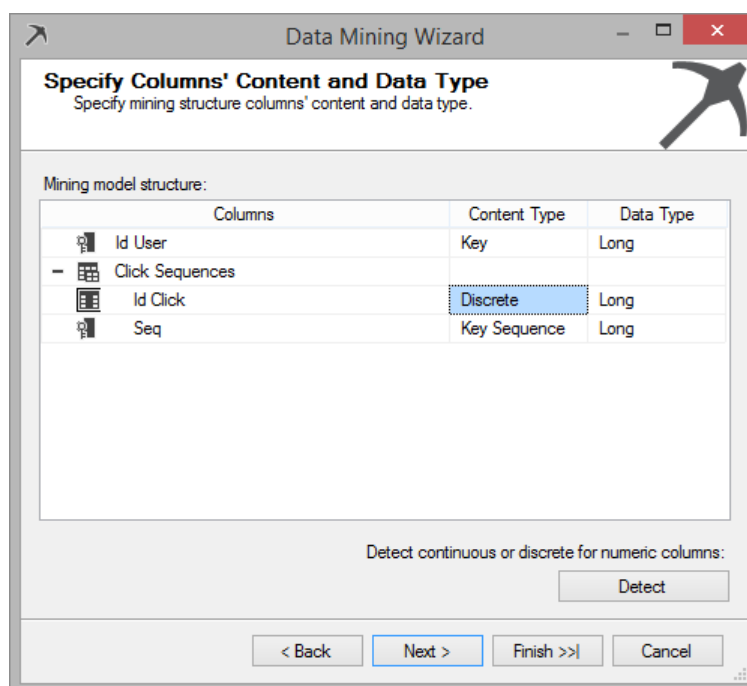 Data Mining Wizard
Specify Columns' Content and Data Type
Specify mining structure columns' content and data type.
Mining model structure:
Columns Content Type Data Type
Id User Key Long
Click Sequences
Id Click Discrete Long
Seq Key Sequence Long
Detect continuous or discrete for numeric columns:
Detect
< Back Next > Finish >>| Cancel